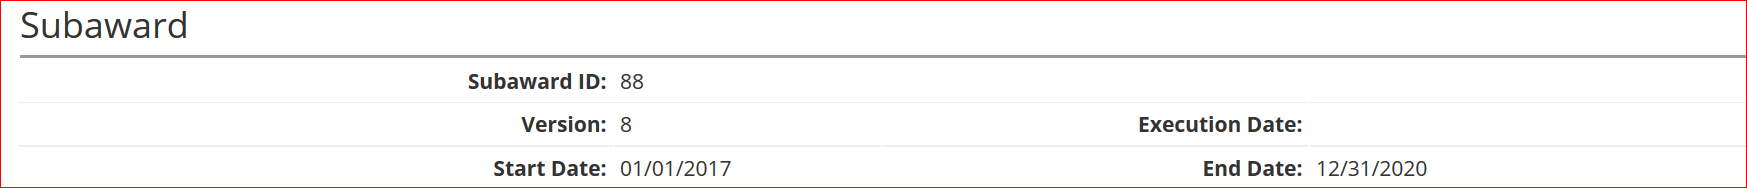 Subaward
Subaward ID: 88
Version: 8 Execution Date:
Start Date: 01/01/2017 End Date: 12/31/2020